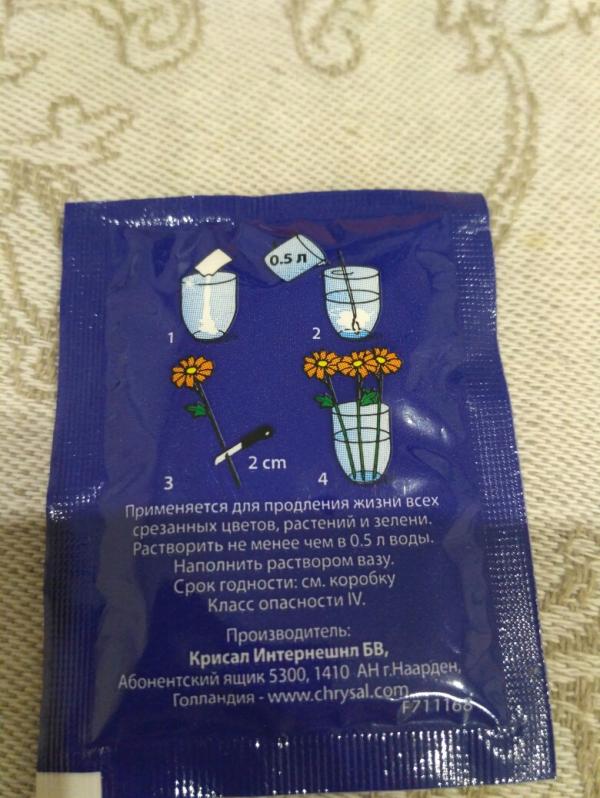 0.5 л
1
2
3
2 cm
4
Применяется для продления жизни всех
срезанных цветов, растений и зелени.
Растворить не менее чем в 0.5 л воды.
Наполнить раствором вазу.
Срок годности: см. коробку
Класс опасности IV.
Производитель:
Крисал Интернешнл БВ,
Абонентский ящик 5300, 1410 АН г.Наарден,
Голландия - www.chrysal.com
F711168